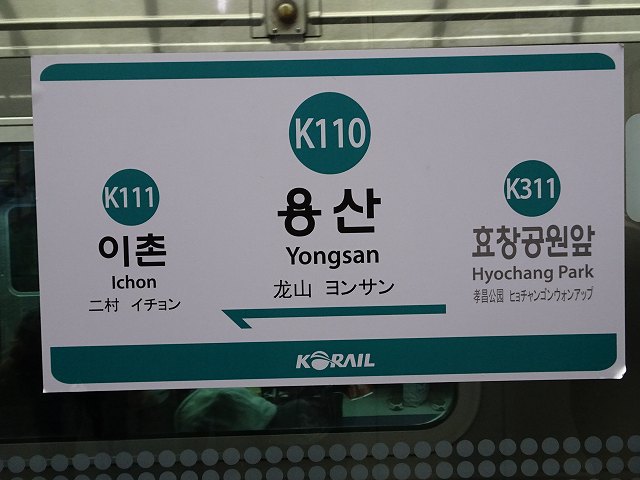 K111
이촌
Ichon
二村 イチョン
K110
용산
Yongsan
龙山 ヨンサン
K311
효창공원앞
Hyochang Park
孝昌公园 ヒョチャンゴンウォンアップ
KORAIL